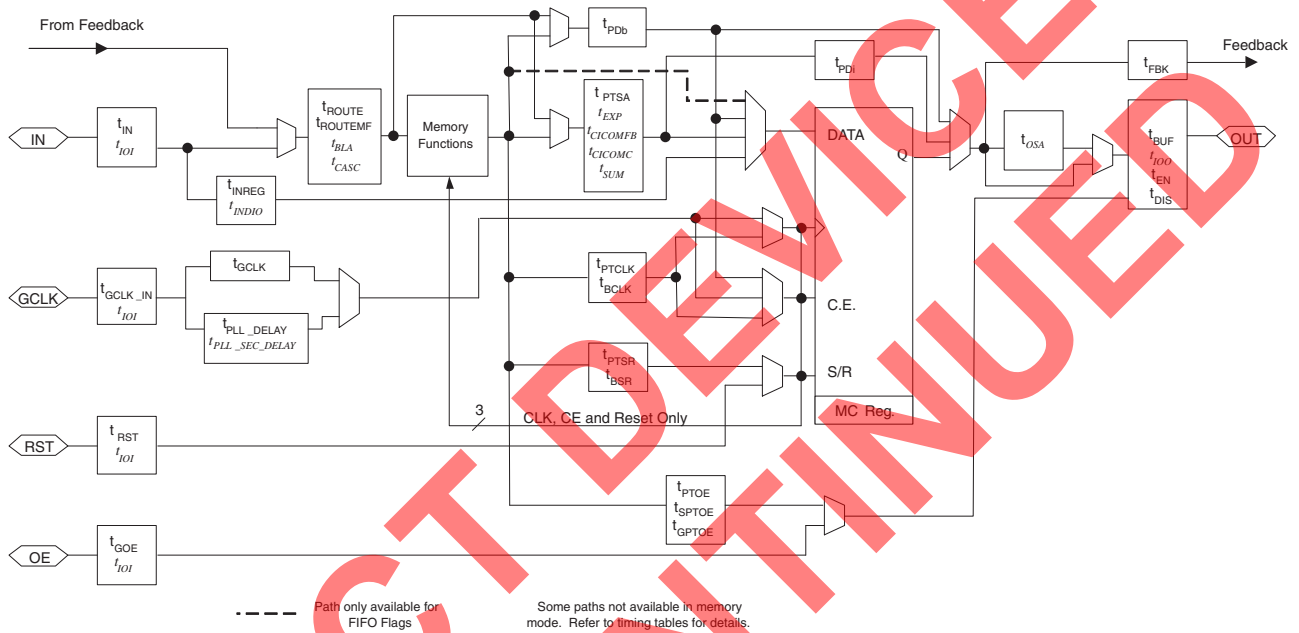 From Feedback
t_PDb
Feedback
t_PDi
t_FBK
t_ROUTE
t_ROUTEMF
t_BLA
t_CASC
Memory
Functions
t_PTSA
t_EXP
t_CICOMFB
t_CICOMC
t_SUM
IN
t_IN
t_IOI
DATA
Q
t_OSA
t_BUF
t_IOO
t_EN
t_DIS
OUT
t_INREG
t_INDIO
GCLK
t_GCLK_IN
t_IOI
t_GCLK
t_PLL_DELAY
t_PLL_SEC_DELAY
t_PTCLK
t_BCLK
C.E.
t_PTSR
t_BSR
S/R
3
CLK, CE and Reset Only
MC Reg.
RST
t_RST
t_IOI
t_PTOE
t_SPTOE
t_GPTOE
OE
t_GOE
t_IOI
Path only available for
FIFO Flags
Some paths not available in memory
mode. Refer to timing tables for details.
CT DEVICE
TINUED